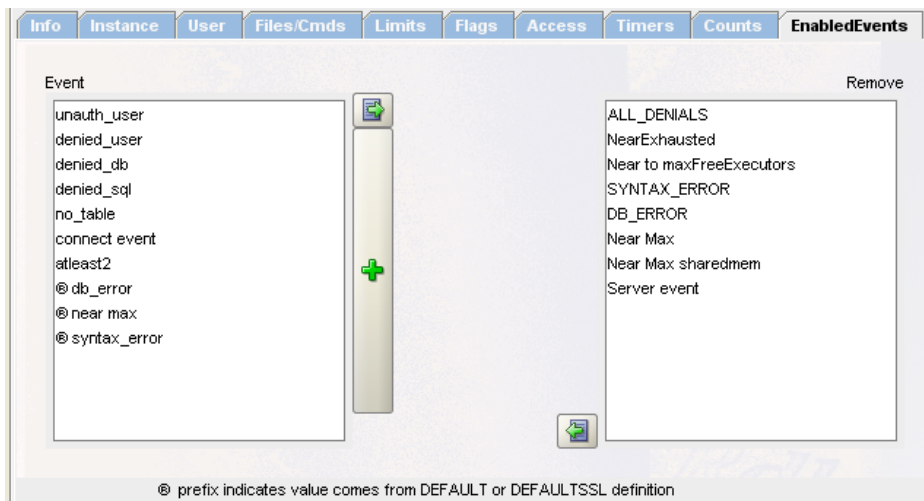 Info Instance User Files/Cmds Limits Flags Access Timers Counts EnabledEvents
Event
unauth_user
denied_user
denied_db
denied_sql
no_table
connect event
atleast2
® db_error
® near max
® syntax_error
Remove
ALL_DENIALS
NearExhausted
Near to maxFreeExecutors
SYNTAX_ERROR
DB_ERROR
Near Max
Near Max sharedmem
Server event
® prefix indicates value comes from DEFAULT or DEFAULTSSL definition